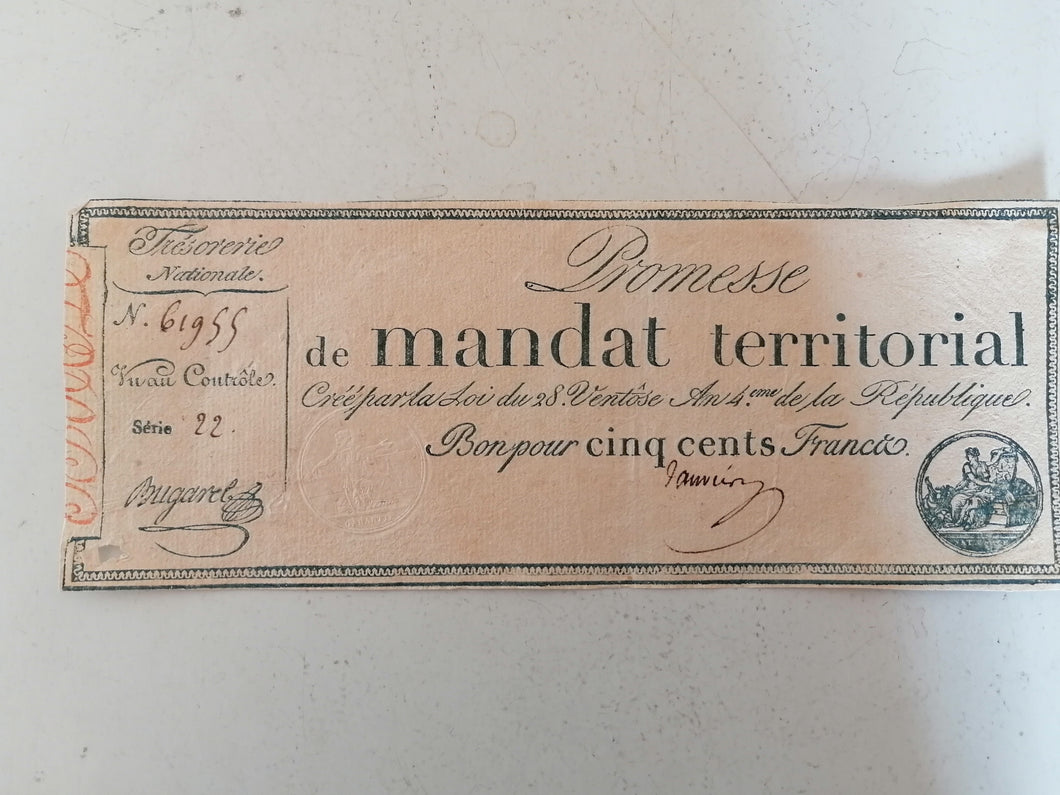 Trésorerie
Nationale.
N. 61955
Vu au Contrôle.
Série 22.
Bugarel
Promesse
de mandat territorial
Créé par la Loi du 28. Ventôse An 4.eme de la République.
Bon pour cinq cents Francs.